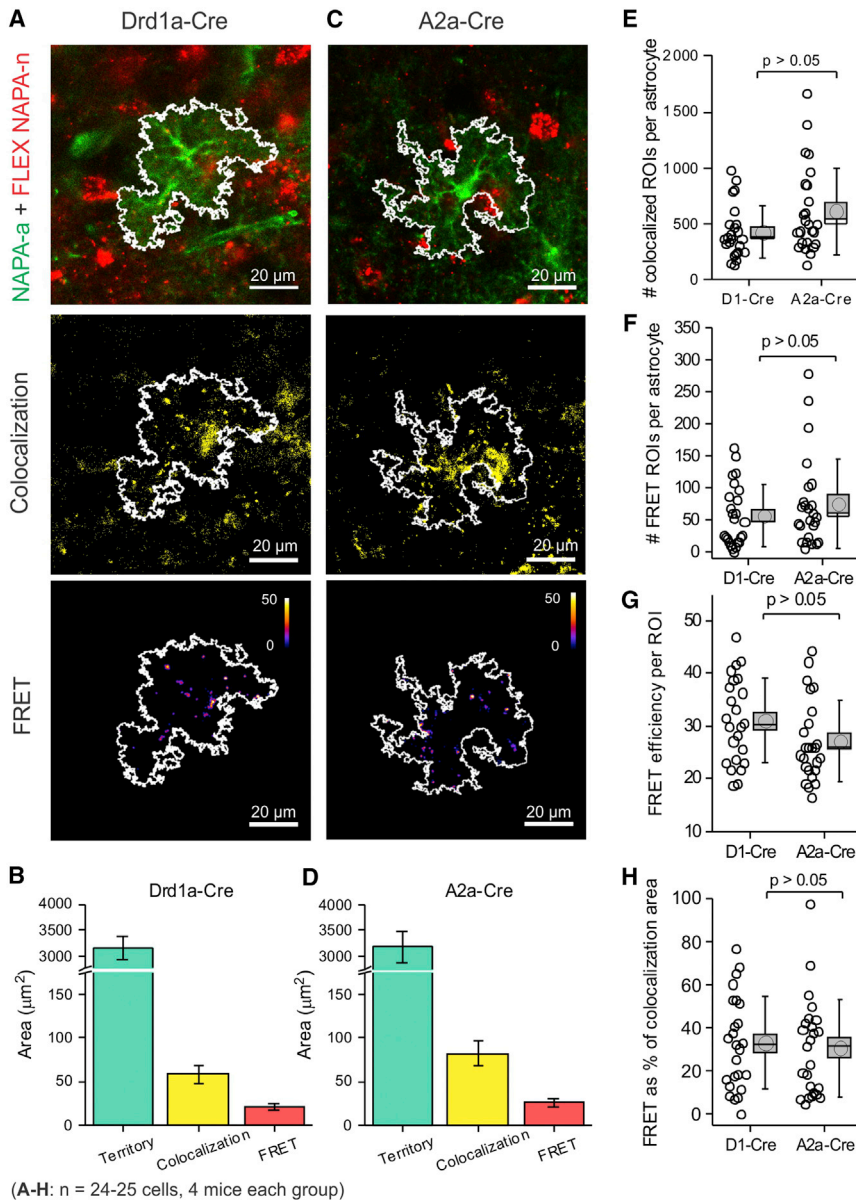 A
Drd1a-Cre
C
A2a-Cre
NAPA-a + FLEX NAPA-n
20 µm
20 µm
Colocalization
20 µm
20 µm
FRET
50
0
20 µm
50
0
20 µm
B
Drd1a-Cre
Area (µm²)
4000
3500
3000
150
100
50
0
Territory
Colocalization
FRET
D
A2a-Cre
Area (µm²)
4000
3500
3000
150
100
50
0
Territory
Colocalization
FRET
E
# colocalized ROIs per astrocyte
2000
1500
1000
500
0
p > 0.05
D1-Cre
A2a-Cre
F
# FRET ROIs per astrocyte
350
300
250
200
150
100
50
0
p > 0.05
D1-Cre
A2a-Cre
G
FRET efficiency per ROI
50
40
30
20
10
p > 0.05
D1-Cre
A2a-Cre
H
FRET as % of colocalization area
100
80
60
40
20
0
p > 0.05
D1-Cre
A2a-Cre
(A-H: n = 24-25 cells, 4 mice each group)